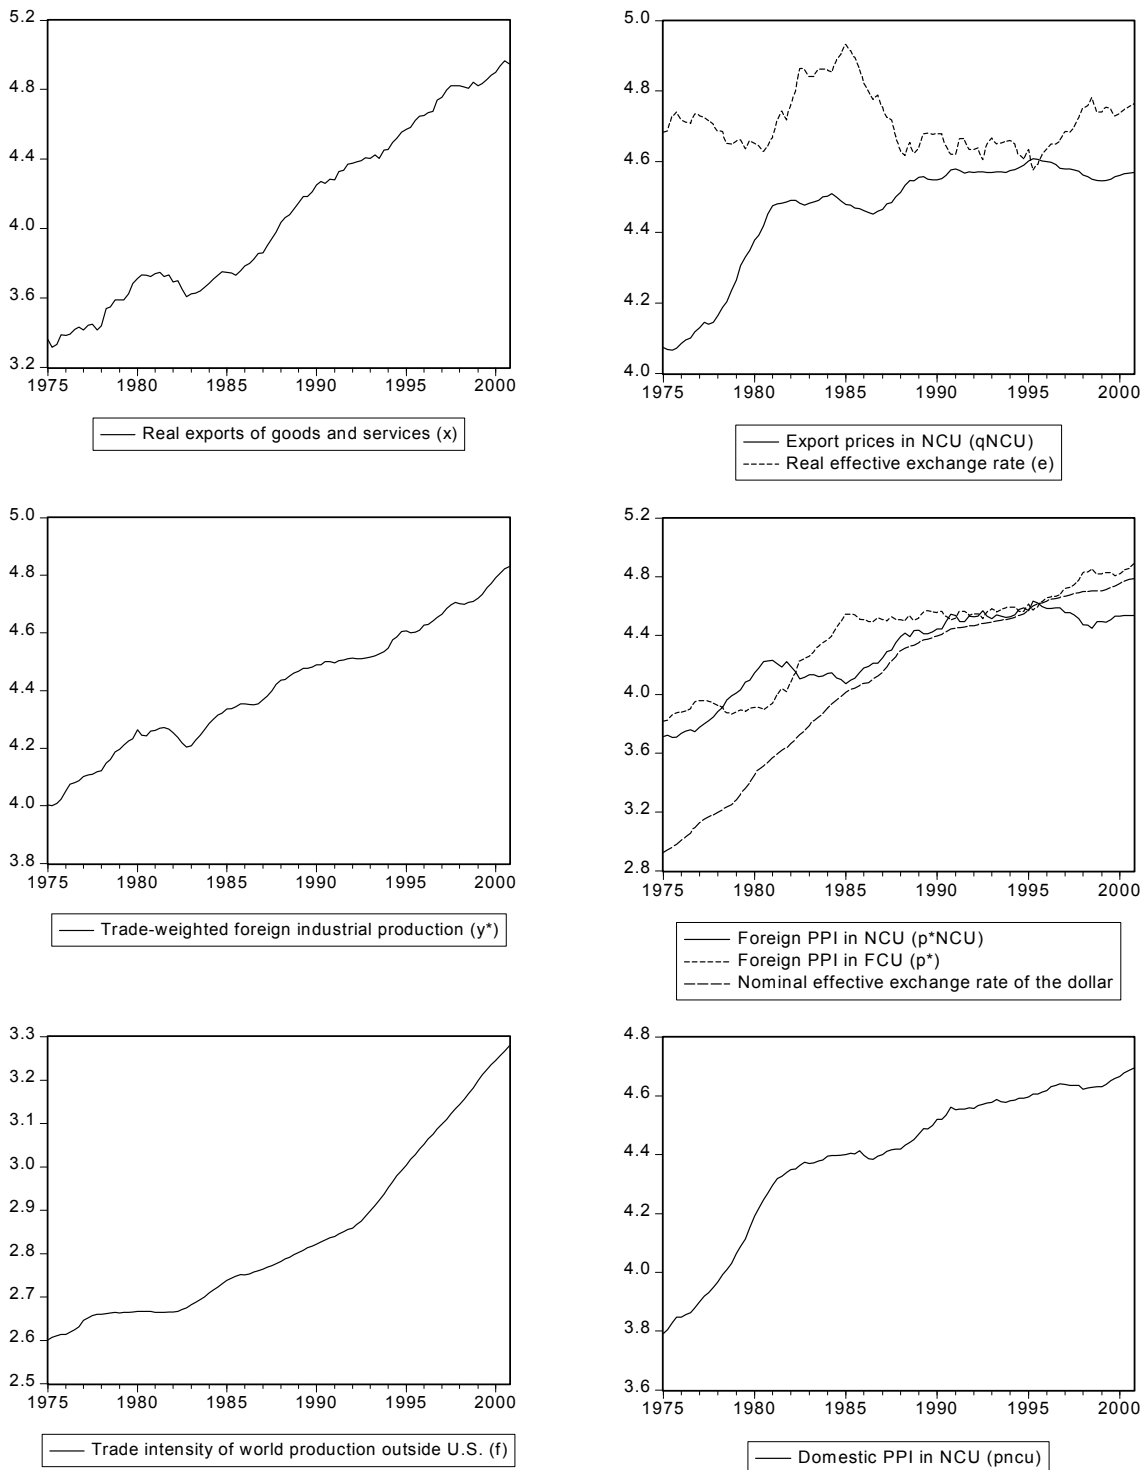 5.2
4.8
4.4
4.0
3.6
3.2
1975 1980 1985 1990 1995 2000
Real exports of goods and services (x)
5.0
4.8
4.6
4.4
4.2
4.0
1975 1980 1985 1990 1995 2000
Export prices in NCU (qNCU)
Real effective exchange rate (e)
5.0
4.8
4.6
4.4
4.2
4.0
3.8
1975 1980 1985 1990 1995 2000
Trade-weighted foreign industrial production (y*)
5.2
4.8
4.4
4.0
3.6
3.2
2.8
1975 1980 1985 1990 1995 2000
Foreign PPI in NCU (p*NCU)
Foreign PPI in FCU (p*)
Nominal effective exchange rate of the dollar
3.3
3.2
3.1
3.0
2.9
2.8
2.7
2.6
2.5
1975 1980 1985 1990 1995 2000
Trade intensity of world production outside U.S. (f)
4.8
4.6
4.4
4.2
4.0
3.8
3.6
1975 1980 1985 1990 1995 2000
Domestic PPI in NCU (pncu)